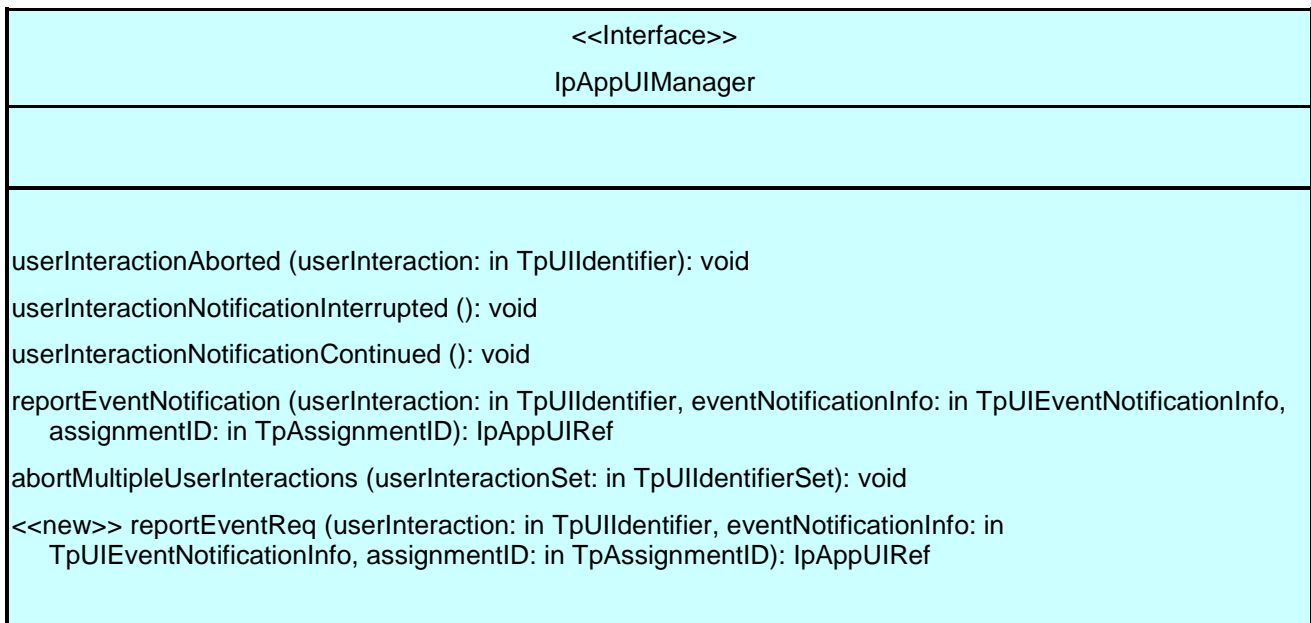 <<Interface>>
IpAppUIManager
userInteractionAborted (userInteraction: in TpUIIdentifier): void
userInteractionNotificationInterrupted (): void
userInteractionNotificationContinued (): void
reportEventNotification (userInteraction: in TpUIIdentifier, eventNotificationInfo: in TpUIEventNotificationInfo,
assignmentID: in TpAssignmentID): IpAppUIRef
abortMultipleUserInteractions (userInteractionSet: in TpUIIdentifierSet): void
<<new>> reportEventReq (userInteraction: in TpUIIdentifier, eventNotificationInfo: in
TpUIEventNotificationInfo, assignmentID: in TpAssignmentID): IpAppUIRef